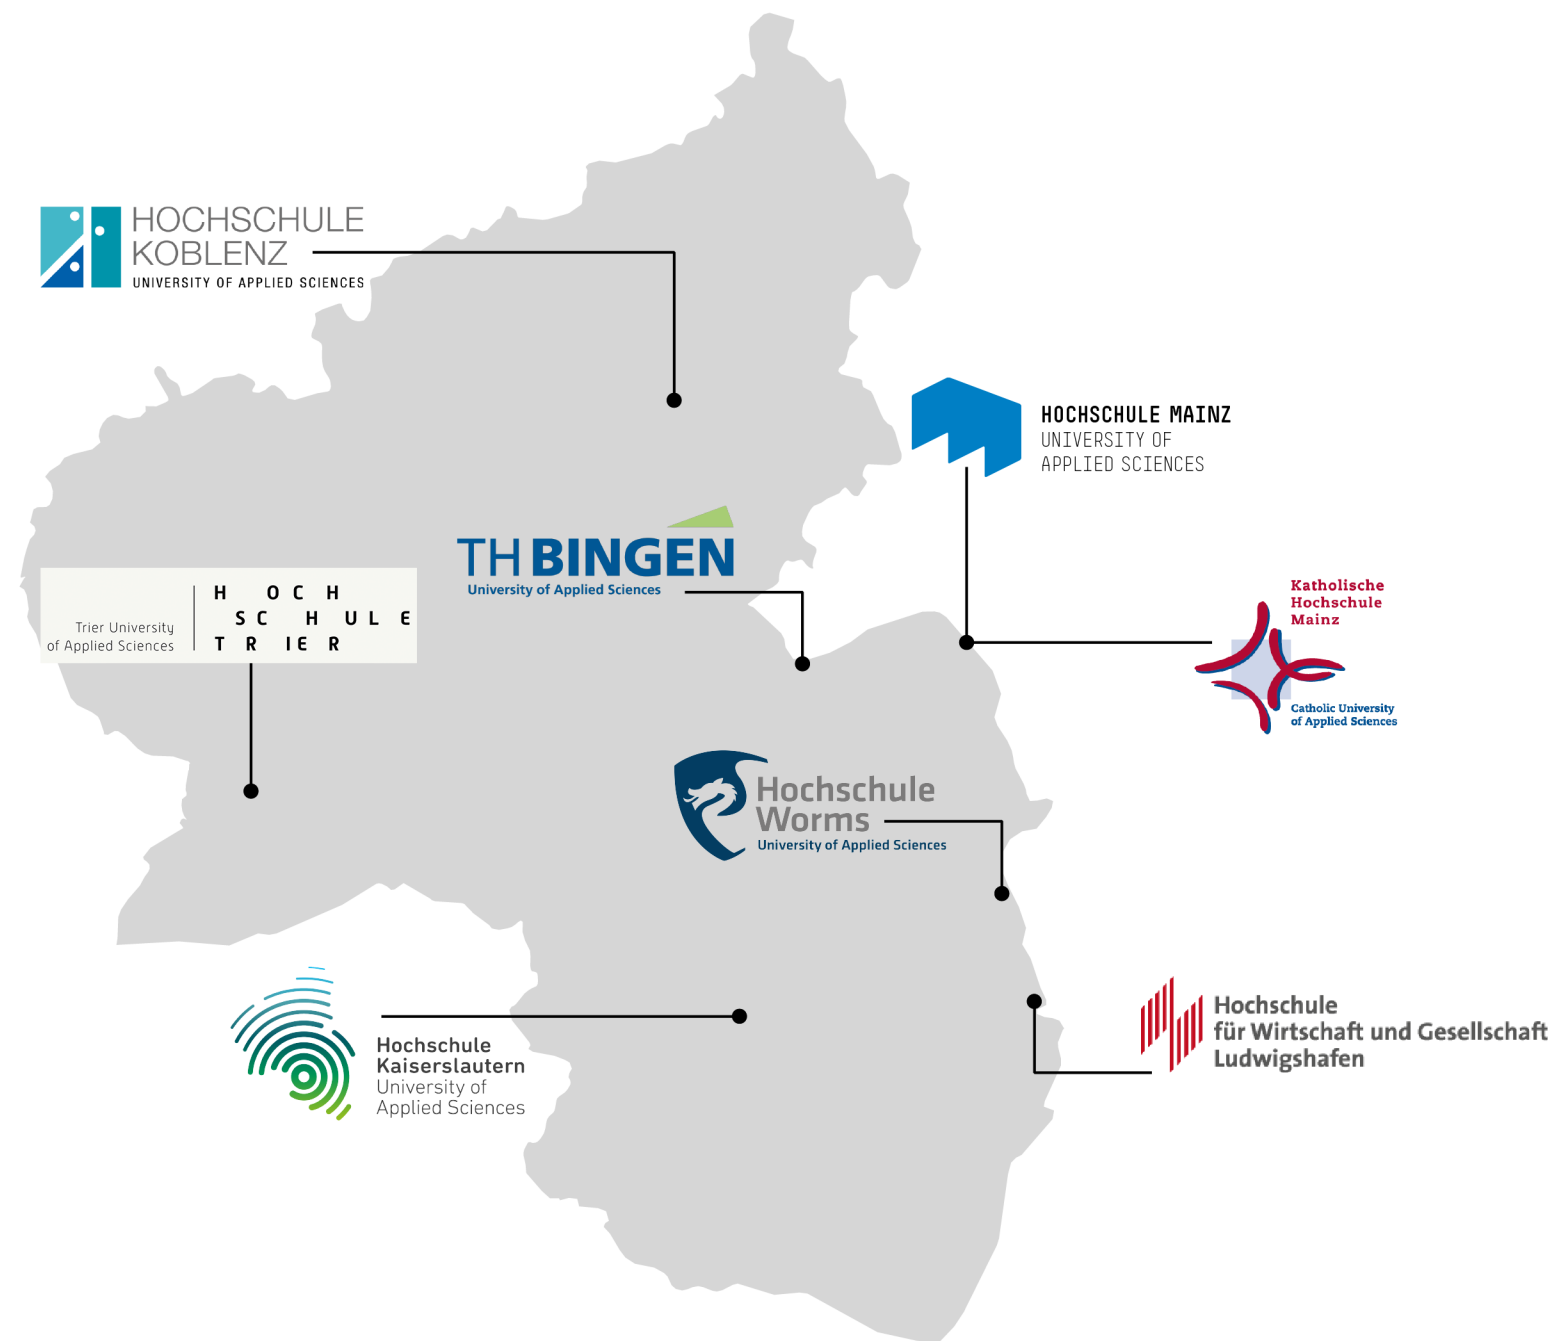 HOCHSCHULE
KOBLENZ
UNIVERSITY OF APPLIED SCIENCES
HOCHSCHULE MAINZ
UNIVERSITY OF
APPLIED SCIENCES
TH BINGEN
University of Applied Sciences
Katholische
Hochschule
Mainz
Catholic University
of Applied Sciences
Trier University
of Applied Sciences
H OCH
SC H UL E
T R IE R
Hochschule
Worms
University of Applied Sciences
Hochschule
Kaiserslautern
University of
Applied Sciences
Hochschule
für Wirtschaft und Gesellschaft
Ludwigshafen